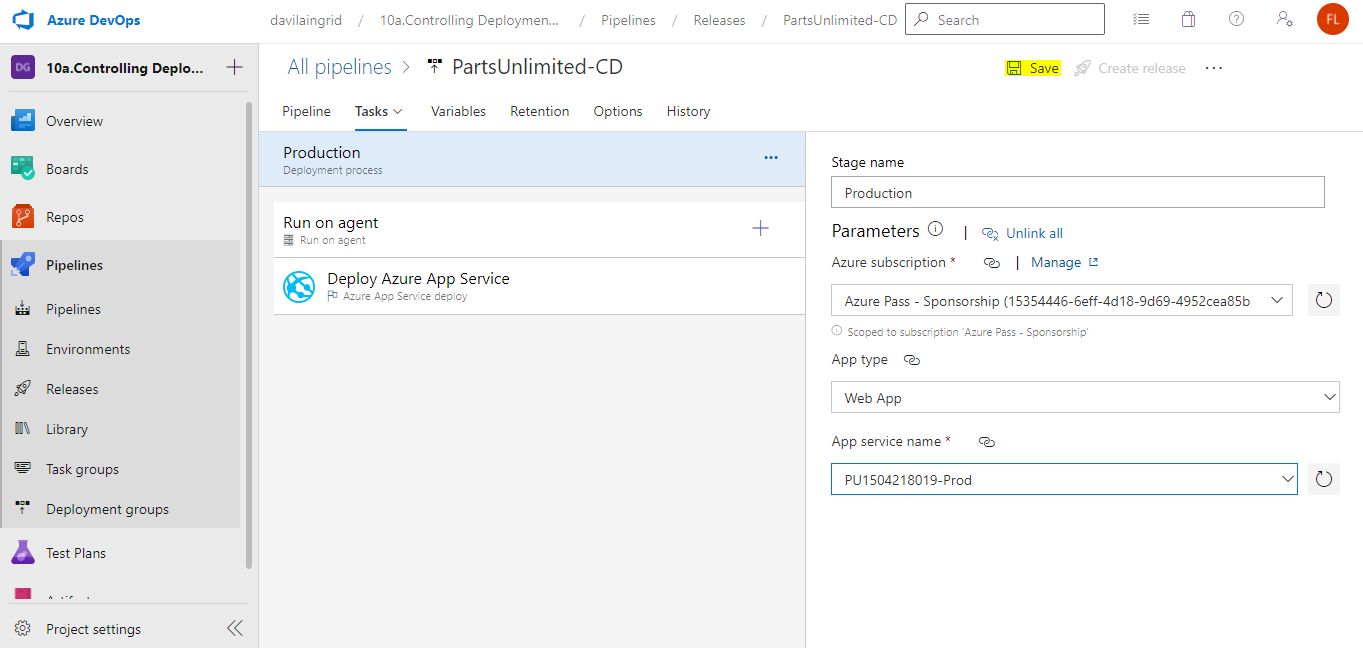 Azure DevOps
davilaingrid / 10a.Controlling Deploymen... / Pipelines / Releases / PartsUnlimited-CD
Search
FL
DG 10a.Controlling Deplo...
Overview
Boards
Repos
Pipelines
Pipelines
Environments
Releases
Library
Task groups
Deployment groups
Test Plans
Project settings
All pipelines > PartsUnlimited-CD
Save Create release ...
Pipeline Tasks Variables Retention Options History
Production
Deployment process
Run on agent
Run on agent
Deploy Azure App Service
Azure App Service deploy
Stage name
Production
Parameters | Unlink all
Azure subscription * | Manage
Azure Pass - Sponsorship (15354446-6eff-4d18-9d69-4952cea85b
Scoped to subscription 'Azure Pass - Sponsorship'
App type
Web App
App service name *
PU1504218019-Prod